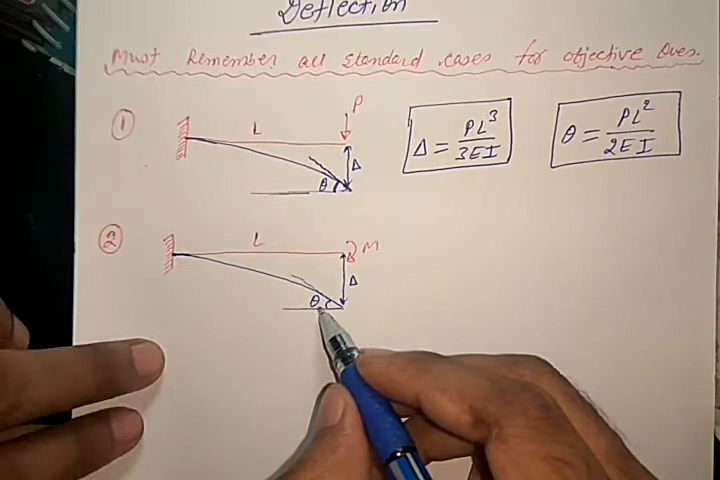 Deflection
Must Remember all standard cases for objective Ques.
1 L P Δ θ Δ = PL³/3EI θ = PL²/2EI
2 L M Δ θ